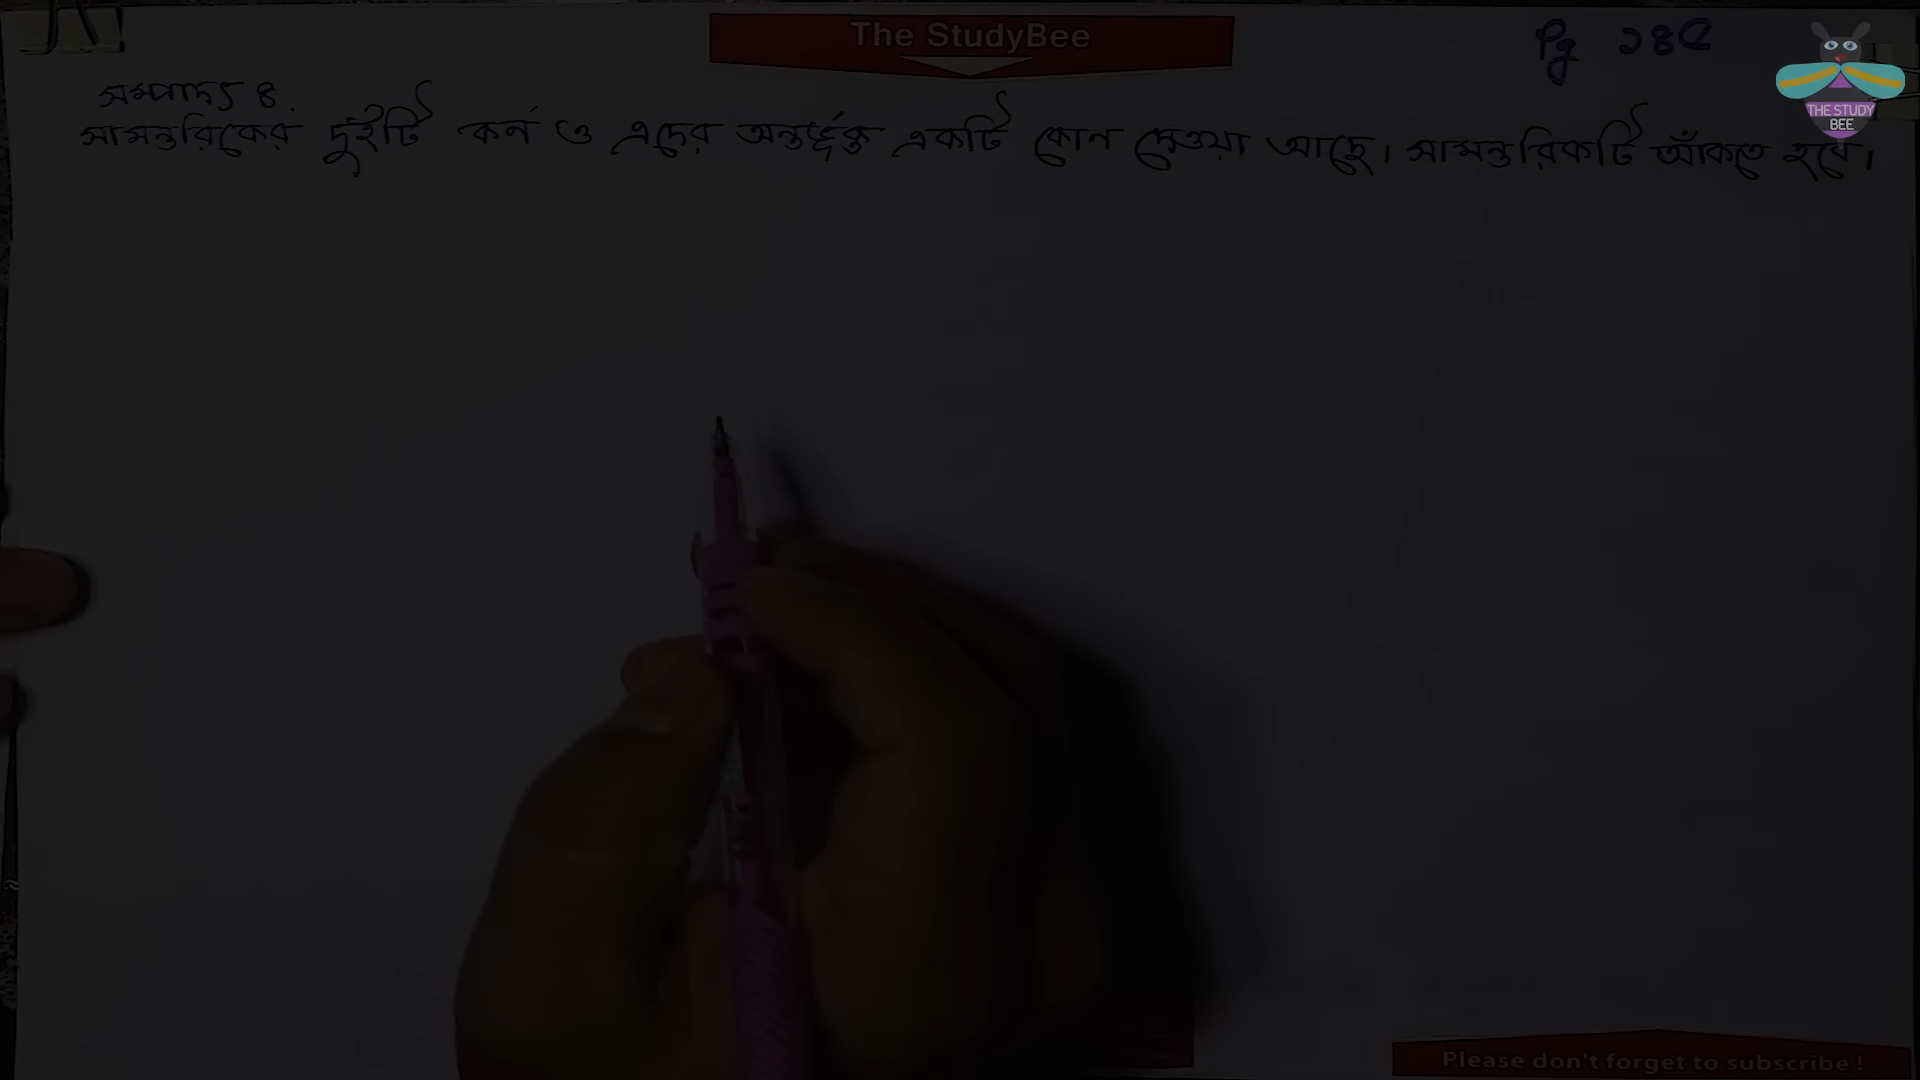 The StudyBee
Pg ১৪৫
THE STUDY
BEE
সম্পাদ্য ৪.
সামন্তরিকের দুইটি কর্ন ও এদের অন্তর্ভূক্ত একটি কোন দেওয়া আছে। সামন্তরিকটি আঁকতে হবে।
Please don't forget to subscribe !